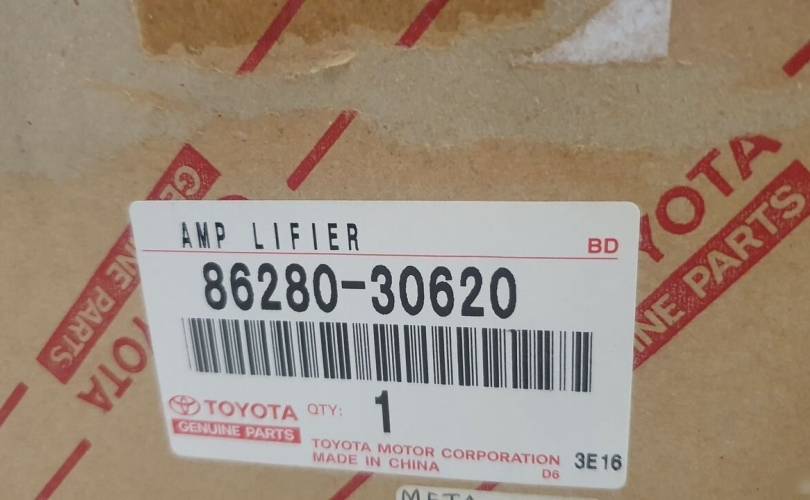 AMP LIFIER
BD
86280-30620
TOYOTA QTY: 1
GENUINE PARTS
TOYOTA MOTOR CORPORATION
MADE IN CHINA
D6
3E16
GENUINE PARTS
TOYOTA
TOYOTA
GENUINE PARTS